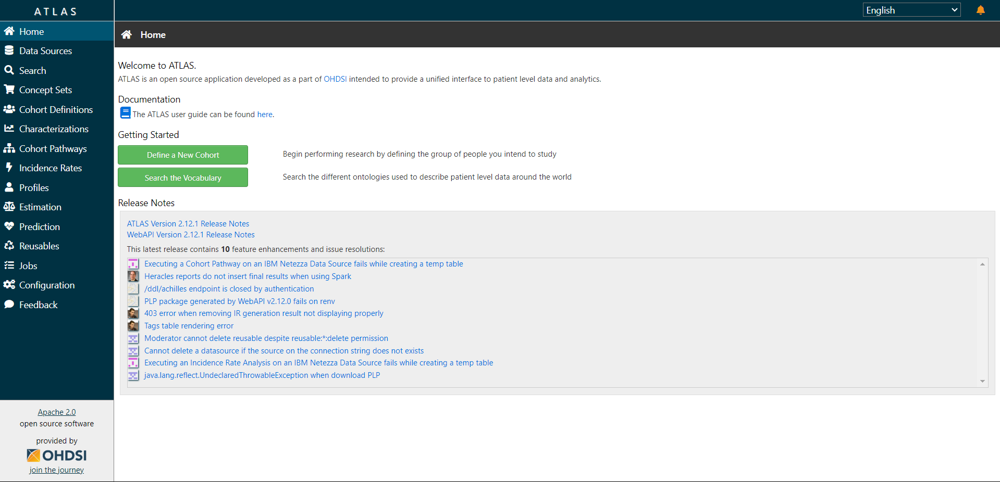 ATLAS
English
Home
Data Sources
Search
Concept Sets
Cohort Definitions
Characterizations
Cohort Pathways
Incidence Rates
Profiles
Estimation
Prediction
Reusables
Jobs
Configuration
Feedback
Apache 2.0
open source software
provided by
OHDSI
join the journey
Home
Welcome to ATLAS.
ATLAS is an open source application developed as a part of OHDSI intended to provide a unified interface to patient level data and analytics.
Documentation
The ATLAS user guide can be found here.
Getting Started
Define a New Cohort
Begin performing research by defining the group of people you intend to study
Search the Vocabulary
Search the different ontologies used to describe patient level data around the world
Release Notes
ATLAS Version 2.12.1 Release Notes
WebAPI Version 2.12.1 Release Notes
This latest release contains 10 feature enhancements and issue resolutions:
Executing a Cohort Pathway on an IBM Netezza Data Source fails while creating a temp table
Heracles reports do not insert final results when using Spark
/ddl/achilles endpoint is closed by authentication
PLP package generated by WebAPI v2.12.0 fails on renv
403 error when removing IR generation result not displaying properly
Tags table rendering error
Moderator cannot delete reusable despite reusable:*:delete permission
Cannot delete a datasource if the source on the connection string does not exists
Executing an Incidence Rate Analysis on an IBM Netezza Data Source fails while creating a temp table
java.lang.reflect.UndeclaredThrowableException when download PLP